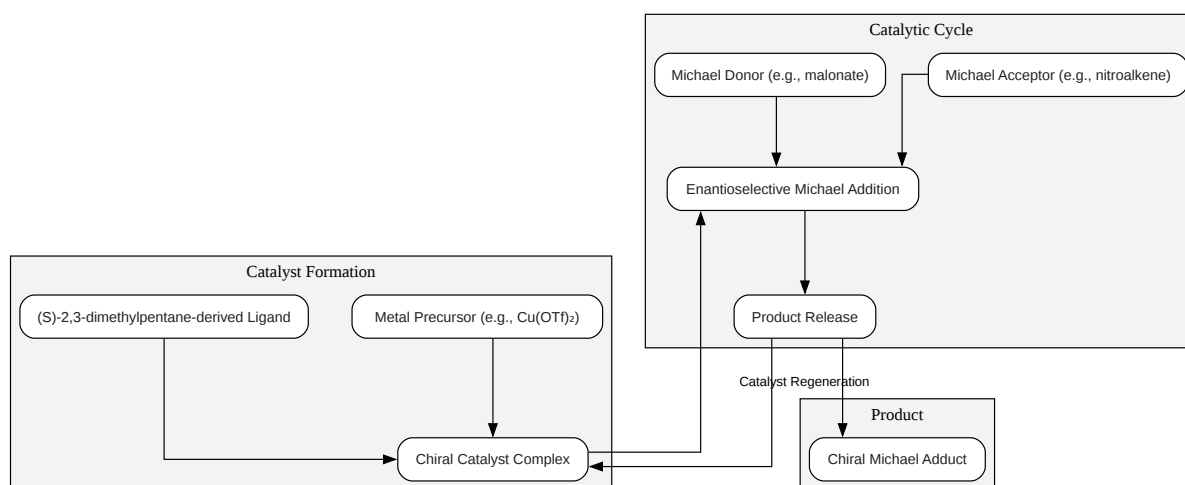 Catalytic Cycle
Michael Donor (e.g., malonate)
Michael Acceptor (e.g., nitroalkene)
Enantioselective Michael Addition
Catalyst Formation
(S)-2,3-dimethylpentane-derived Ligand
Metal Precursor (e.g., Cu(OTf)₂)
Product Release
Catalyst Regeneration
Product
Chiral Catalyst Complex
Chiral Michael Adduct